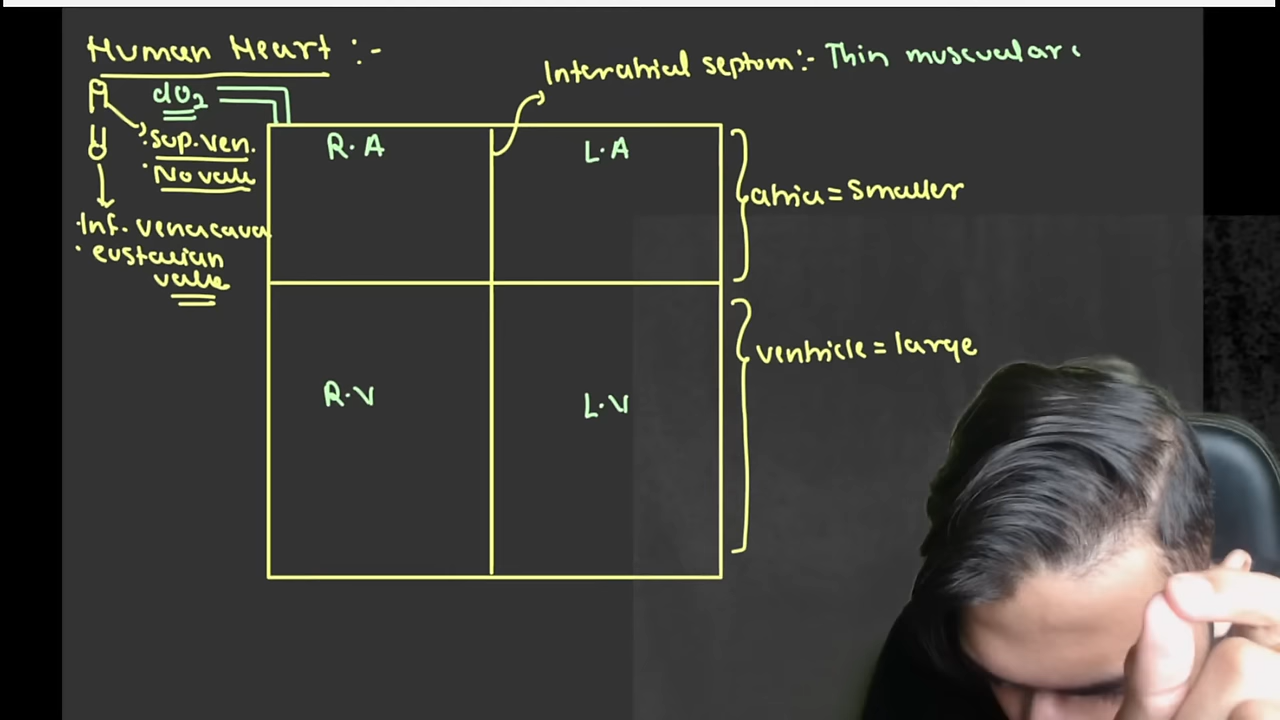 Human Heart :-
Interatrial septum :- Thin muscular
dO2
R.A
L.A
Sup. ven.
No valve
atria = Smaller
Inf. venacava
eustacian
valve
ventricle = large
R.V
L.V